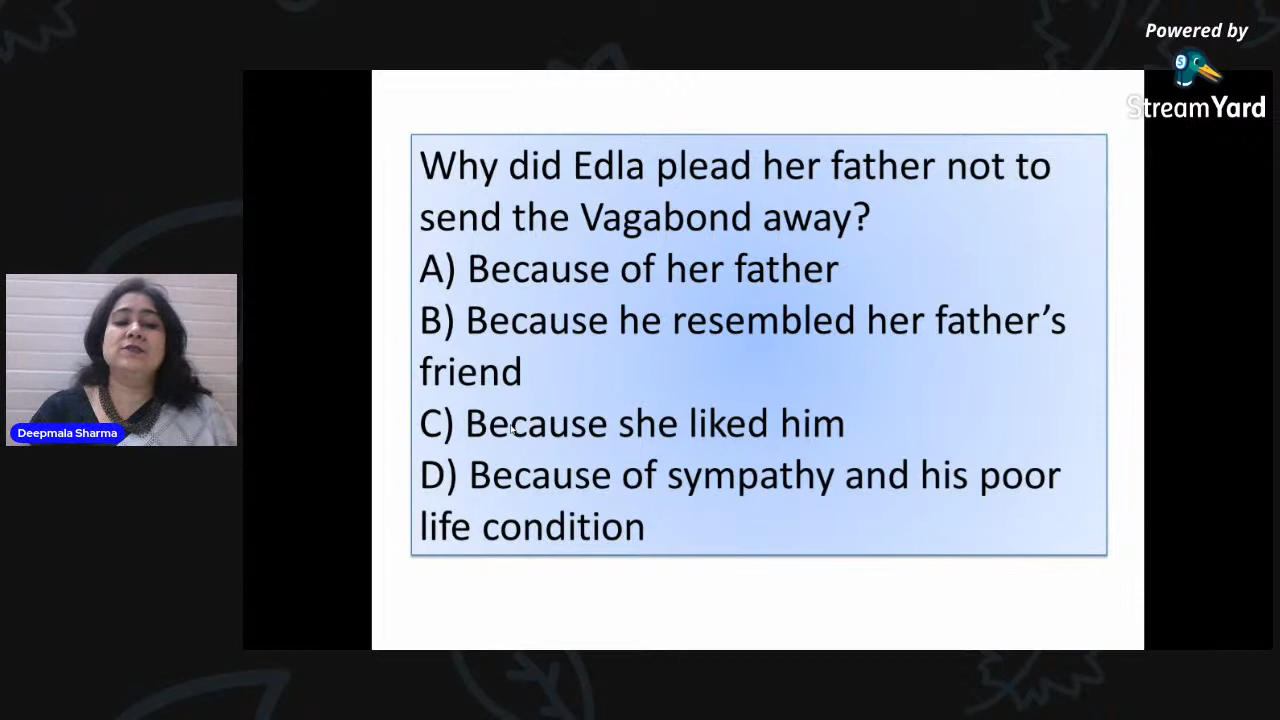 Powered by
StreamYard
Why did Edla plead her father not to
send the Vagabond away?
A) Because of her father
B) Because he resembled her father’s
friend
C) Because she liked him
D) Because of sympathy and his poor
life condition
Deepmala Sharma